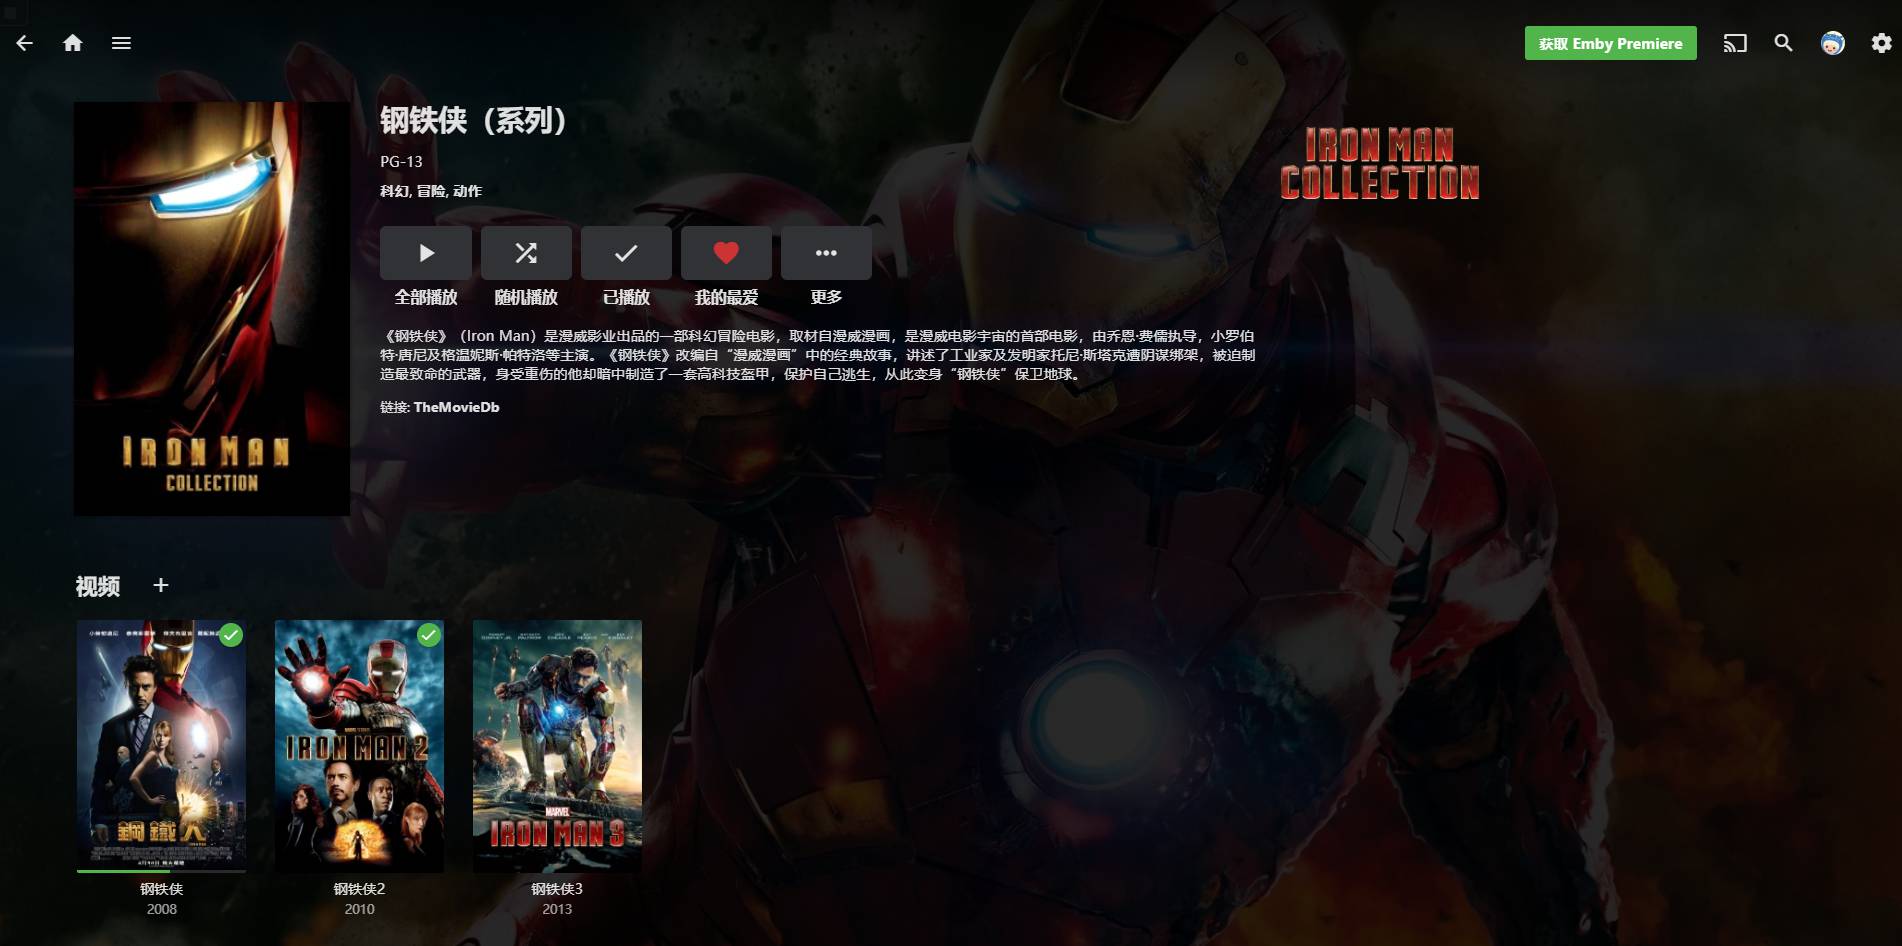 获取 Emby Premiere
钢铁侠（系列）
PG-13
科幻, 冒险, 动作
IRON MAN
COLLECTION
全部播放
随机播放
已播放
我的最爱
更多
《钢铁侠》（Iron Man）是漫威影业出品的一部科幻冒险电影，取材自漫威漫画，是漫威电影宇宙的首部电影，由乔恩·费儒执导，小罗伯
特·唐尼及格温妮斯·帕特洛等主演。《钢铁侠》改编自“漫威漫画”中的经典故事，讲述了工业家及发明家托尼·斯塔克遭阴谋绑架，被迫制
造最致命的武器，身受重伤的他却暗中制造了一套高科技盔甲，保护自己逃生，从此变身“钢铁侠”保卫地球。
链接: TheMovieDb
IRON MAN
COLLECTION
视频
鋼鐵人
钢铁侠
2008
IRON MAN 2
钢铁侠2
2010
MARVEL
IRON MAN 3
钢铁侠3
2013